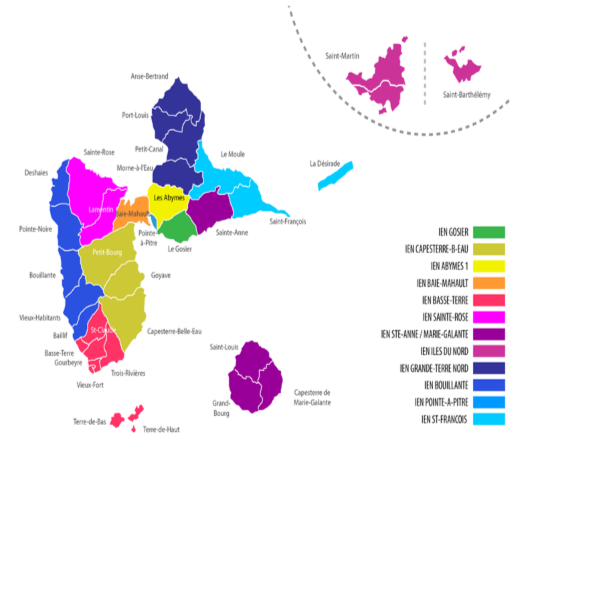 Saint-Martin
Saint-Barthélémy
Anse-Bertrand
Port-Louis
Petit-Canal
Morne-à-l'Eau
Le Moule
La Désirade
Sainte-Rose
Deshaies
Lamentin
Baie-Mahault
Les Abymes
Pointe-Noire
Pointe
à-Pitre
Le Gosier
Sainte-Anne
Saint-François
Petit-Bourg
Bouillante
Goyave
Vieux-Habitants
Baillif
St-Claude
Capesterre-Belle-Eau
Basse-Terre
Gourbeyre
Trois-Rivières
Vieux-Fort
Terre-de-Bas
Terre-de-Haut
Saint-Louis
Grand-
Bourg
Capesterre de
Marie-Galante
IEN GOSIER
IEN CAPESTERRE-B-EAU
IEN ABYMES 1
IEN BAIE-MAHAULT
IEN BASSE-TERRE
IEN SAINTE-ROSE
IEN STE-ANNE / MARIE-GALANTE
IEN ILES DU NORD
IEN GRANDE-TERRE NORD
IEN BOUILLANTE
IEN POINTE-A-PITRE
IEN ST-FRANCOIS